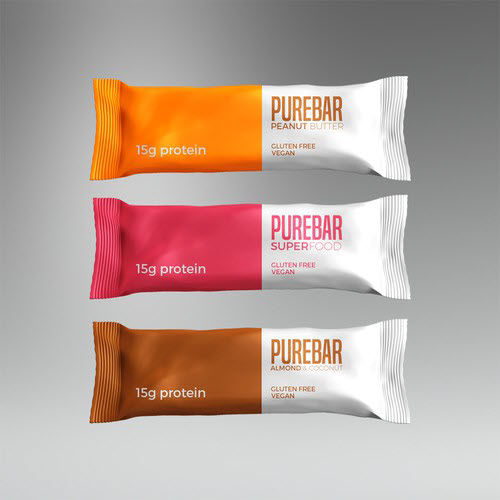 PUREBAR
PEANUT BUTTER
15g protein
GLUTEN FREE
VEGAN
PUREBAR
SUPERFOOD
15g protein
GLUTEN FREE
VEGAN
PUREBAR
ALMOND & COCONUT
15g protein
GLUTEN FREE
VEGAN